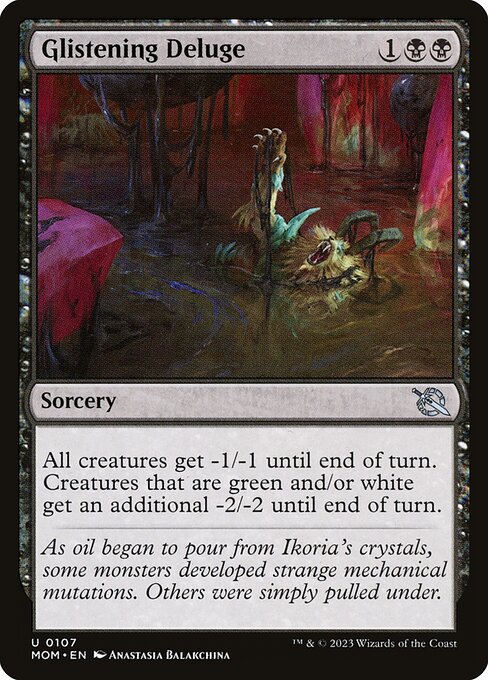 Glistening Deluge 1
Sorcery
All creatures get -1/-1 until end of turn.
Creatures that are green and/or white
get an additional -2/-2 until end of turn.
As oil began to pour from Ikoria's crystals,
some monsters developed strange mechanical
mutations. Others were simply pulled under.
U 0107
MOM • EN Anastasia Balakchina
™ & © 2023 Wizards of the Coast